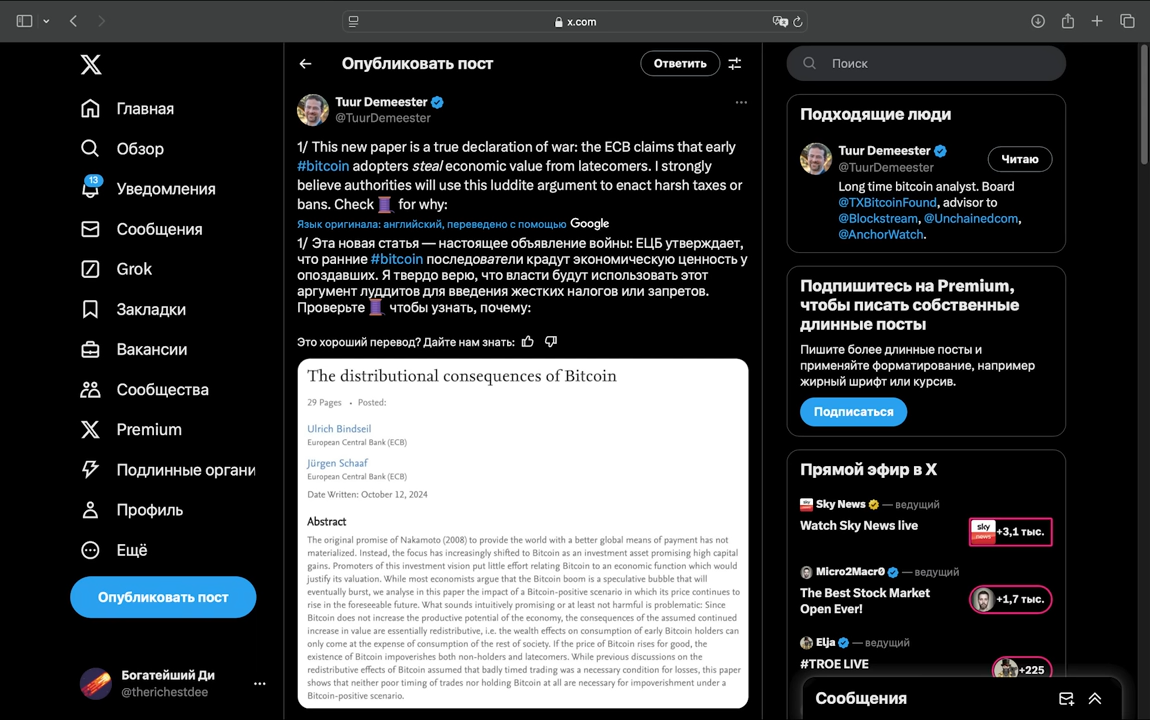 x.com
Главная
Обзор
13
Уведомления
Сообщения
Grok
Закладки
Вакансии
Сообщества
Premium
Подлинные органи
Профиль
Ещё
Опубликовать пост
Богатейший Ди
@therichestdee
Опубликовать пост
Ответить
Tuur Demeester
@TuurDemeester
1/ This new paper is a true declaration of war: the ECB claims that early
#bitcoin adopters steal economic value from latecomers. I strongly
believe authorities will use this luddite argument to enact harsh taxes or
bans. Check 🧵 for why:
Язык оригинала: английский, переведено с помощью Google
1/ Эта новая статья — настоящее объявление войны: ЕЦБ утверждает,
что ранние #bitcoin последователи крадут экономическую ценность у
опоздавших. Я твердо верю, что власти будут использовать этот
аргумент луддитов для введения жестких налогов или запретов.
Проверьте 🧵 чтобы узнать, почему:
Это хороший перевод? Дайте нам знать:
The distributional consequences of Bitcoin
29 Pages • Posted:
Ulrich Bindseil
European Central Bank (ECB)
Jürgen Schaaf
European Central Bank (ECB)
Date Written: October 12, 2024
Abstract
The original promise of Nakamoto (2008) to provide the world with a better global means of payment has not
materialized. Instead, the focus has increasingly shifted to Bitcoin as an investment asset promising high capital
gains. Promoters of this investment vision put little effort relating Bitcoin to an economic function which would
justify its valuation. While most economists argue that the Bitcoin boom is a speculative bubble that will
eventually burst, we analyse in this paper the impact of a Bitcoin-positive scenario in which its price continues to
rise in the foreseeable future. What sounds intuitively promising or at least not harmful is problematic: Since
Bitcoin does not increase the productive potential of the economy, the consequences of the assumed continued
increase in value are essentially redistributive, i.e. the wealth effects on consumption of early Bitcoin holders can
only come at the expense of consumption of the rest of society. If the price of Bitcoin rises for good, the
existence of Bitcoin impoverishes both non-holders and latecomers. While previous discussions on the
redistributive effects of Bitcoin assumed that badly timed trading was a necessary condition for losses, this paper
shows that neither poor timing of trades nor holding Bitcoin at all are necessary for impoverishment under a
Bitcoin-positive scenario.
Поиск
Подходящие люди
Tuur Demeester
@TuurDemeester
Читаю
Long time bitcoin analyst. Board
@TXBitcoinFound, advisor to
@Blockstream, @Unchainedcom,
@AnchorWatch.
Подпишитесь на Premium,
чтобы писать собственные
длинные посты
Пишите более длинные посты и
применяйте форматирование, например
жирный шрифт или курсив.
Подписаться
Прямой эфир в X
Sky News — ведущий
Watch Sky News live
sky news +3,1 тыс.
Micro2Macr0 — ведущий
The Best Stock Market
Open Ever!
+1,7 тыс.
Elja — ведущий
#TROE LIVE
+225
Сообщения